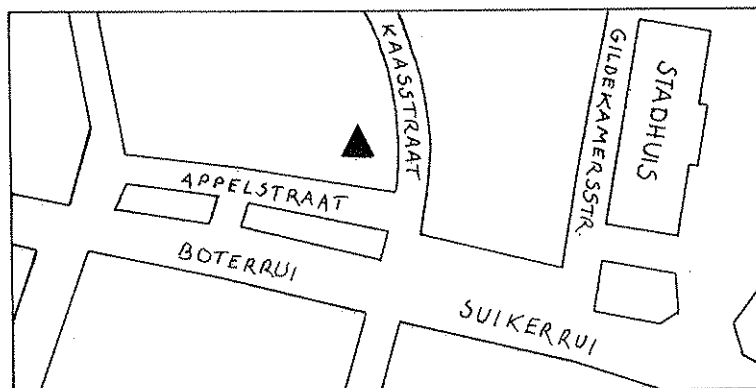 KAASSTRAAT
GILDEKAMERSSTR.
STADHUIS
APPELSTRAAT
BOTERRUI
SUIKERRUI